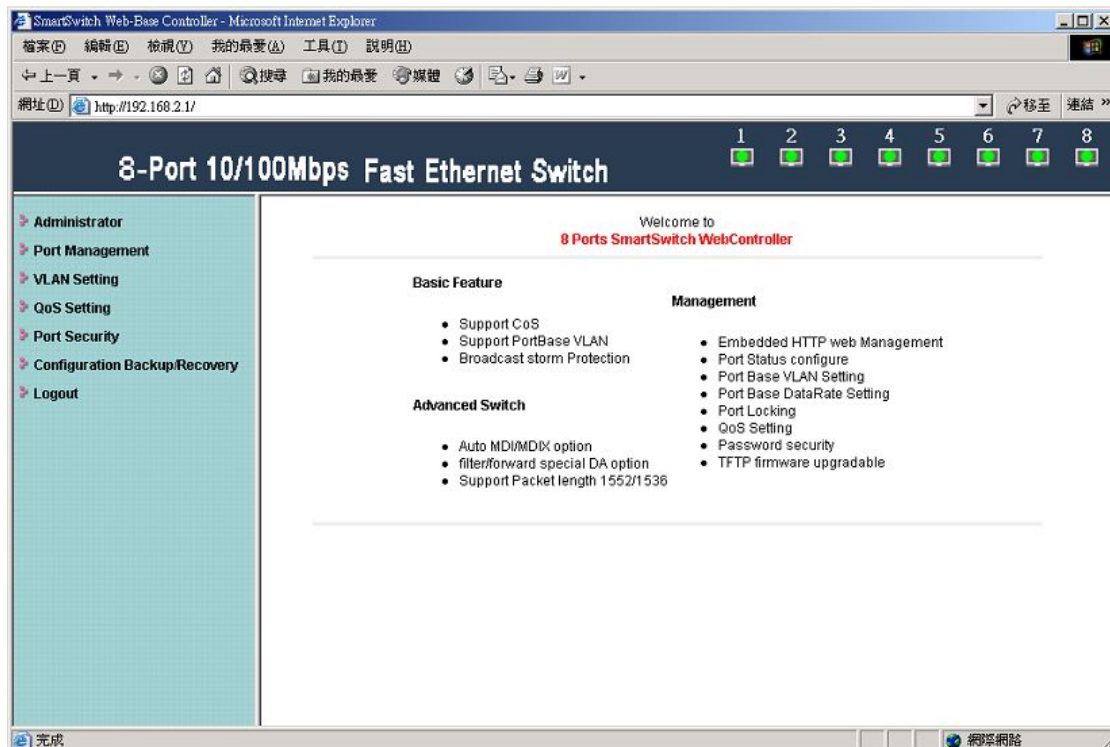 SmartSwitch Web-Base Controller - Microsoft Internet Explorer
檔案(F) 編輯(E) 檢視(V) 我的最愛(A) 工具(T) 說明(H)
上一頁 搜尋 我的最愛 媒體
網址(D) http://192.168.2.1/ 移至 連結 »
1 2 3 4 5 6 7 8
8-Port 10/100Mbps Fast Ethernet Switch
Administrator
Port Management
VLAN Setting
QoS Setting
Port Security
Configuration Backup/Recovery
Logout
Welcome to
8 Ports SmartSwitch WebController
Basic Feature
Support CoS
Support PortBase VLAN
Broadcast storm Protection
Advanced Switch
Auto MDI/MDIX option
filter/forward special DA option
Support Packet length 1552/1536
Management
Embedded HTTP web Management
Port Status configure
Port Base VLAN Setting
Port Base DataRate Setting
Port Locking
QoS Setting
Password security
TFTP firmware upgradable
完成 網際網路